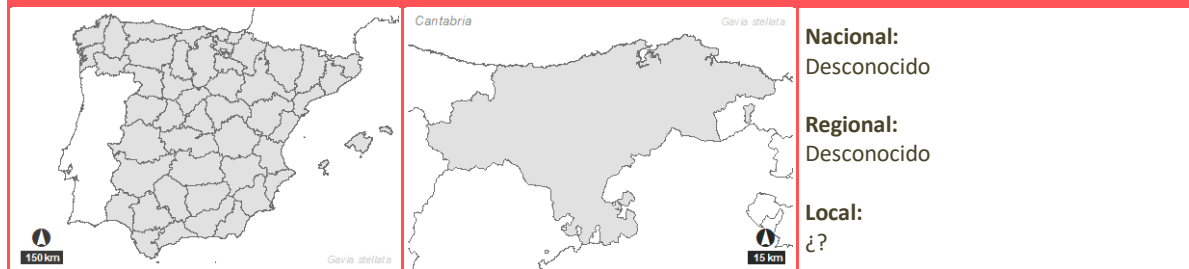 150 km
Gavia stellata
Cantabria
Gavia stellata
15 km
Nacional:
Desconocido
Regional:
Desconocido
Local:
¿?